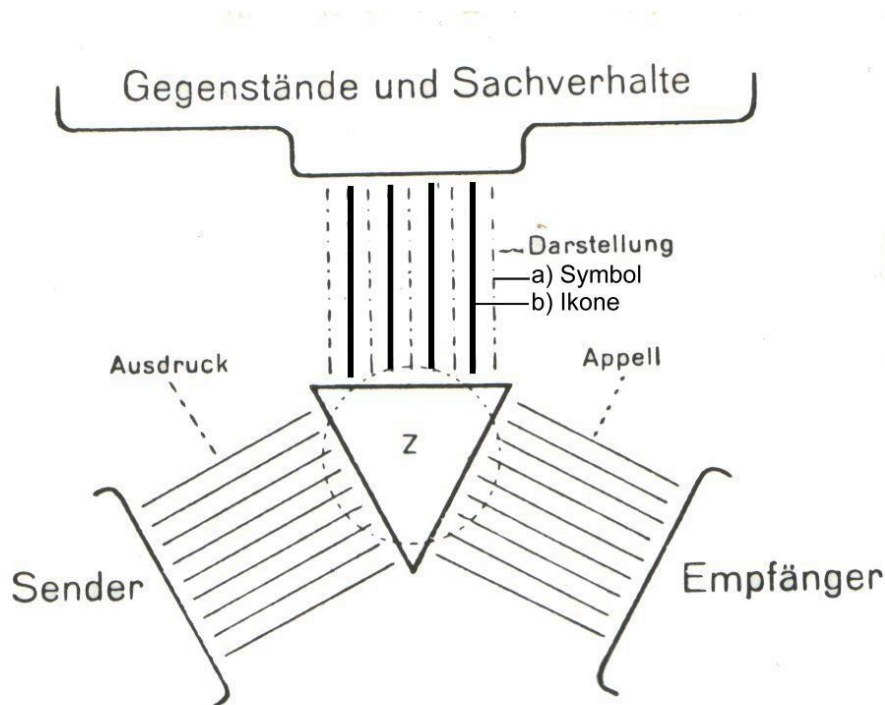 Gegenstände und Sachverhalte
Darstellung
a) Symbol
b) Ikone
Ausdruck
Appell
Z
Sender
Empfänger